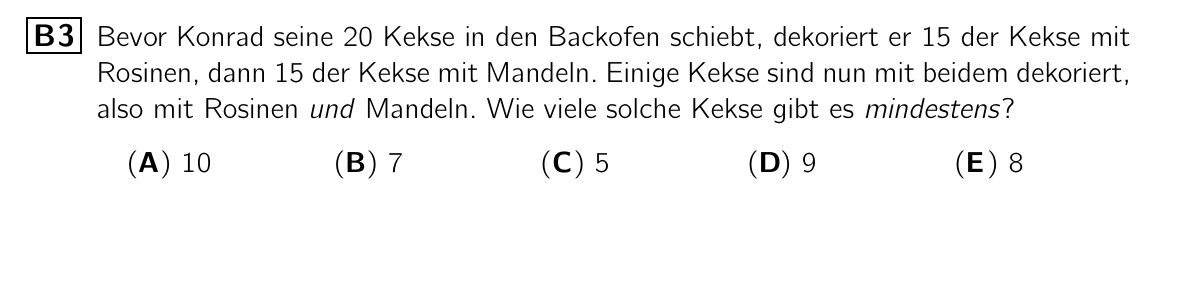 B3 Bevor Konrad seine 20 Kekse in den Backofen schiebt, dekoriert er 15 der Kekse mit
Rosinen, dann 15 der Kekse mit Mandeln. Einige Kekse sind nun mit beidem dekoriert,
also mit Rosinen und Mandeln. Wie viele solche Kekse gibt es mindestens?
(A) 10 (B) 7 (C) 5 (D) 9 (E) 8